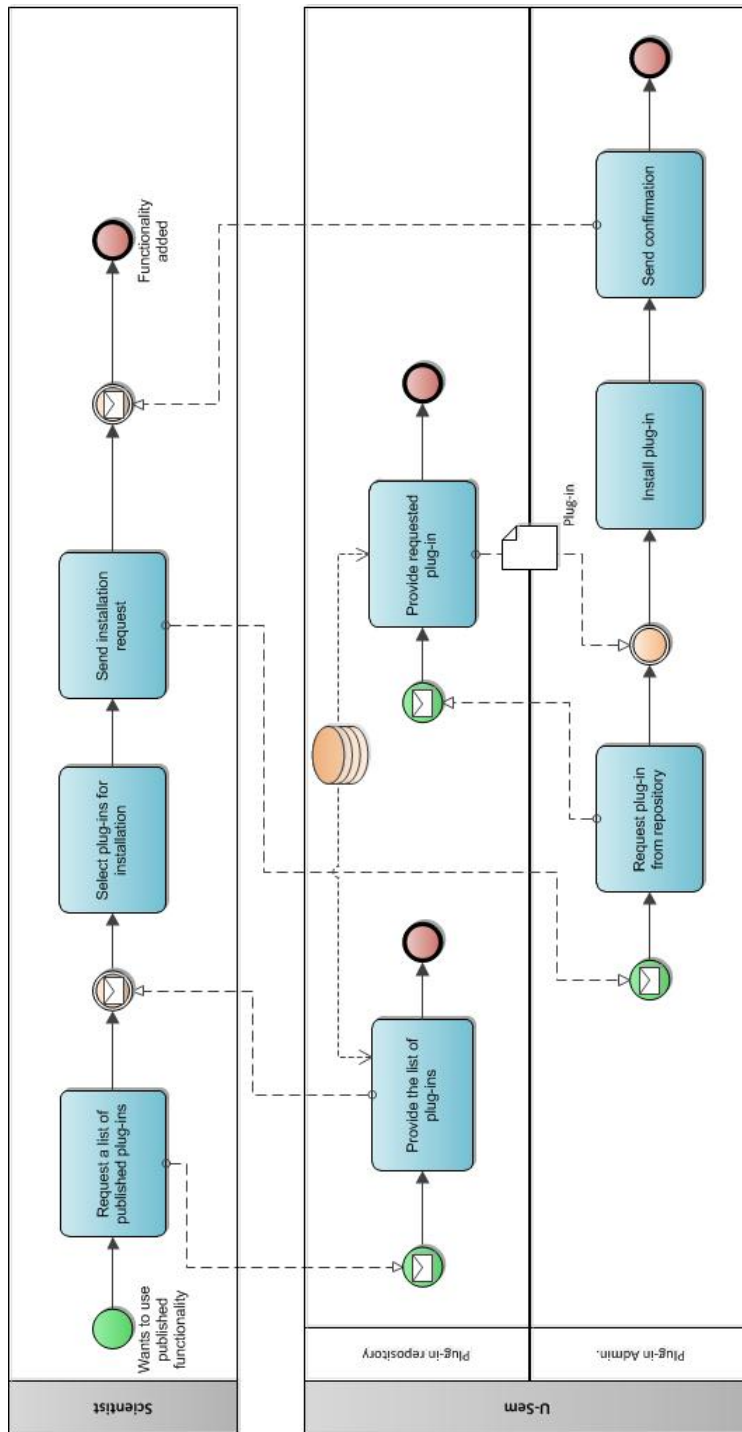 Scientist
Wants to use
published
functionality
Request a list of
published plug-ins
Select plug-ins for
installation
Send installation
request
Functionality
added
U-Sem
Plug-in repository
Provide the list of
plug-ins
Provide requested
plug-in
Plug-in
Plug-in Admin.
Request plug-in
from repository
Install plug-in
Send confirmation